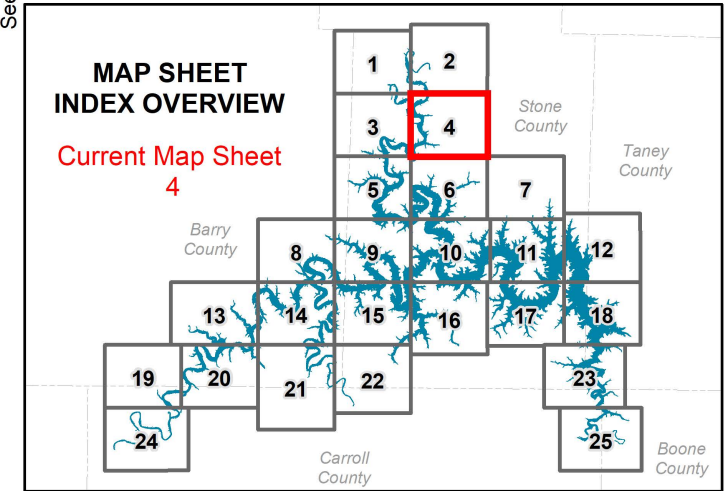 See
MAP SHEET
INDEX OVERVIEW
Current Map Sheet
4
1
2
3
4
Stone
County
Taney
County
5
6
7
Barry
County
8
9
10
11
12
13
14
15
16
17
18
19
20
21
22
23
24
25
Carroll
County
Boone
County